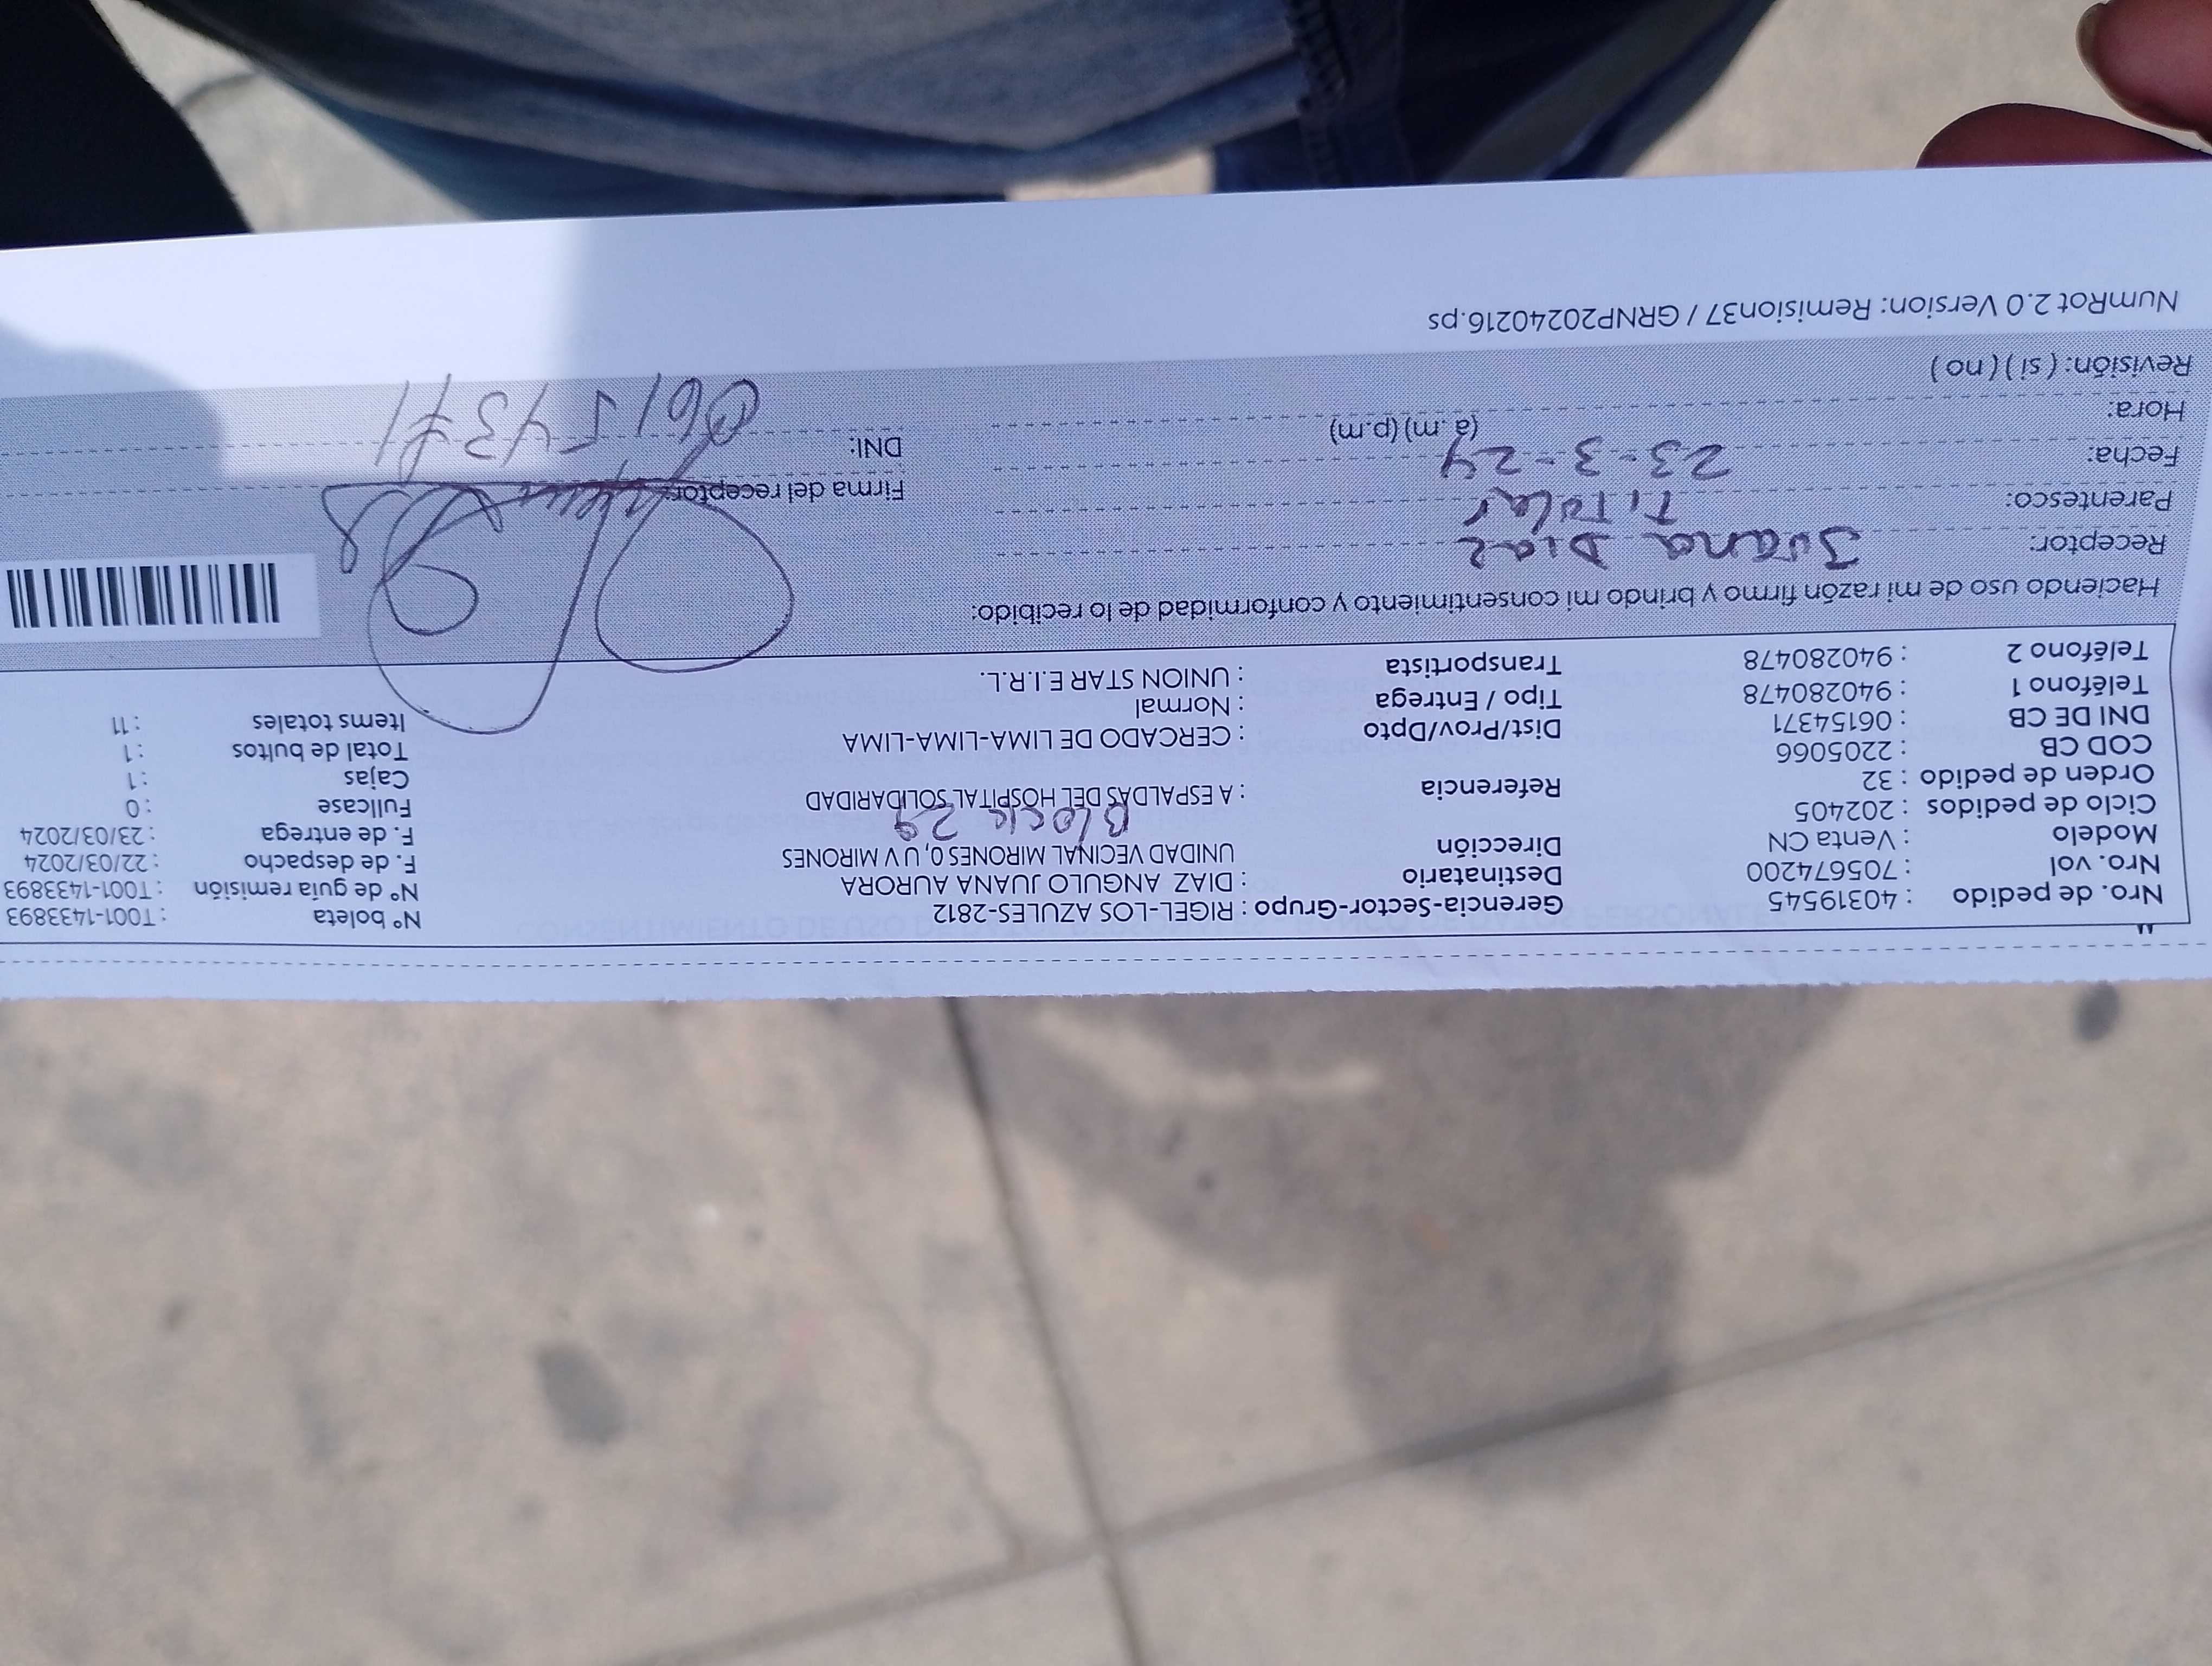 Nro. de pedido : 40319545
Nro. vol : 705674200
Modelo : Venta CN
Ciclo de pedidos : 202405
Orden de pedido : 32
COD CB : 2205066
DNI DE CB : 06154371
Teléfono 1 : 940280478
Teléfono 2 : 940280478
Gerencia-Sector-Grupo : RIGEL-LOS AZULES-2812
Destinatario : DIAZ ANGULO JUANA AURORA
Dirección UNIDAD VECINAL MIRONES 0, U V MIRONES
Block 29
Referencia : A ESPALDAS DEL HOSPITAL SOLIDARIDAD
Dist/Prov/Dpto : CERCADO DE LIMA-LIMA-LIMA
Tipo / Entrega : Normal
Transportista : UNION STAR E.I.R.L.
N° boleta : T001-1433893
N° de guía remisión : T001-1433893
F. de despacho : 22/03/2024
F. de entrega : 23/03/2024
Fullcase : 0
Cajas : 1
Total de bultos : 1
Items totales : 11
Haciendo uso de mi razón firmo y brindo mi consentimiento y conformidad de lo recibido:
Receptor: Juana Diaz
Parentesco: Titular
Fecha: 23-3-24
Hora: (a.m) (p.m)
Revisión: ( si ) ( no )
Firma del receptor:
DNI: 06154371
NumRot 2.0 Version: Remision37 / GRNP20240216.ps